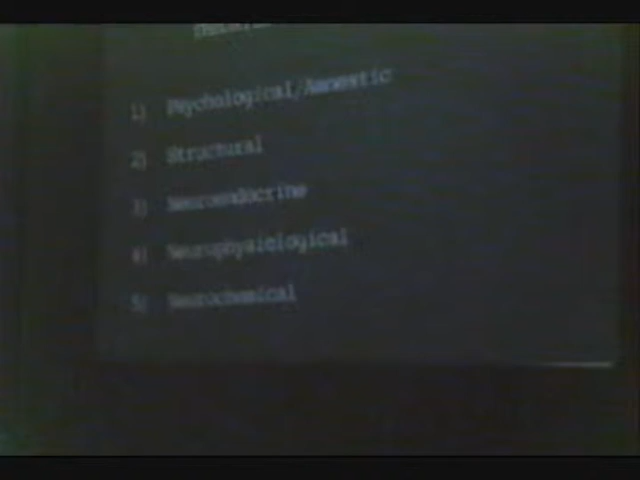 1) Psychological/Amnestic
2) Structural
3) Neuroendocrine
4) Neurophysiological
5) Neurochemical